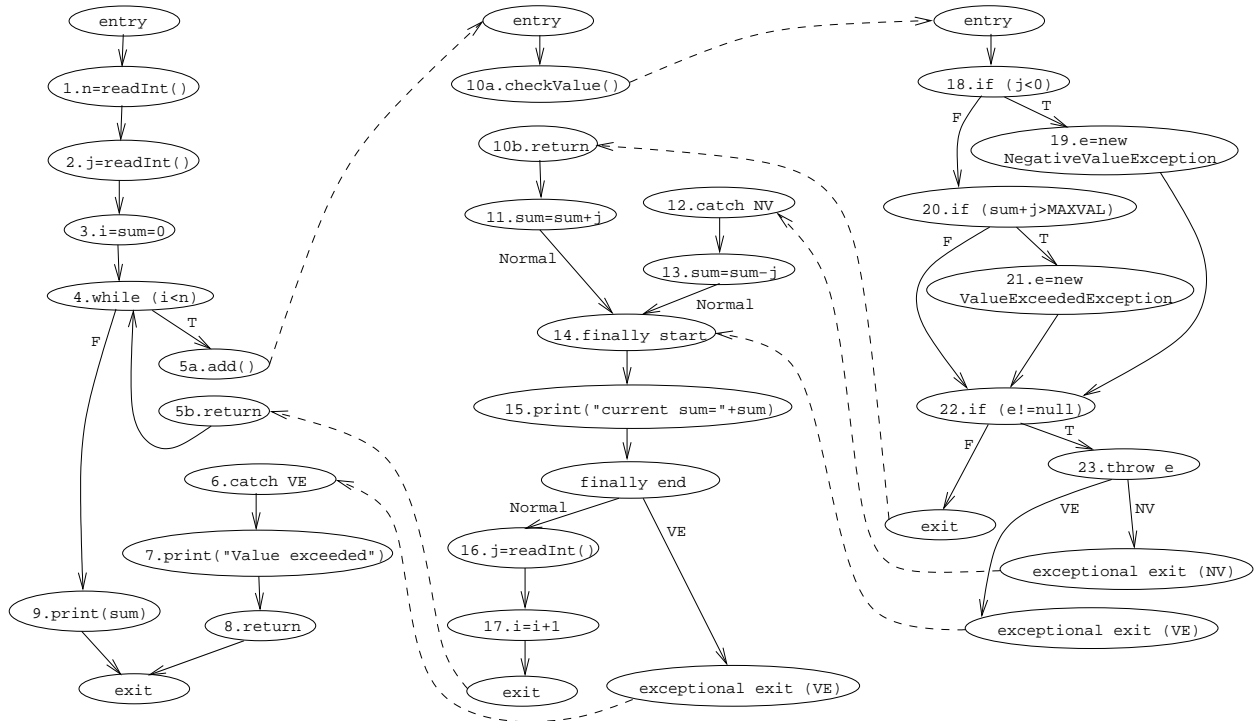 entry
1.n=readInt()
2.j=readInt()
3.i=sum=0
4.while (i<n)
T
F
5a.add()
5b.return
6.catch VE
7.print("Value exceeded")
9.print(sum)
8.return
exit
entry
10a.checkValue()
10b.return
11.sum=sum+j
12.catch NV
13.sum=sum-j
Normal
Normal
14.finally start
15.print("current sum="+sum)
finally end
Normal
VE
16.j=readInt()
17.i=i+1
exit
exceptional exit (VE)
entry
18.if (j<0)
F
T
19.e=new
NegativeValueException
20.if (sum+j>MAXVAL)
F
T
21.e=new
ValueExceededException
22.if (e!=null)
F
T
23.throw e
VE
NV
exit
exceptional exit (NV)
exceptional exit (VE)